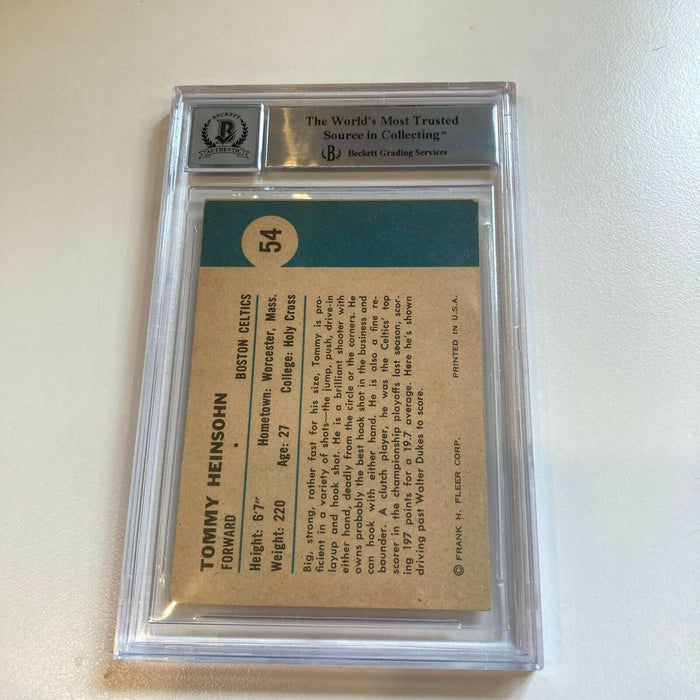 BECKETT
B
AUTHENTIC
The World's Most Trusted
Source in Collecting™
B Beckett Grading Services
54
TOMMY HEINSOHN
FORWARD BOSTON CELTICS
Height: 6'7" Hometown: Worcester, Mass.
Weight: 220 Age: 27 College: Holy Cross
Big, strong, rather fast for his size, Tommy is pro-
ficient in a variety of shots—the jump, push, drive-in
layup and hook shot. He is a brilliant shooter with
either hand, deadly from the circle or the corners. He
owns probably the best hook shot in the business and
can hook with either hand. He is also a fine re-
bounder. A clutch player, he was the Celtics' top
scorer in the championship playoffs last season, scor-
ing 197 points for a 19.7 average. Here he's shown
driving past Walter Dukes to score.
© FRANK H. FLEER CORP. PRINTED IN U.S.A.